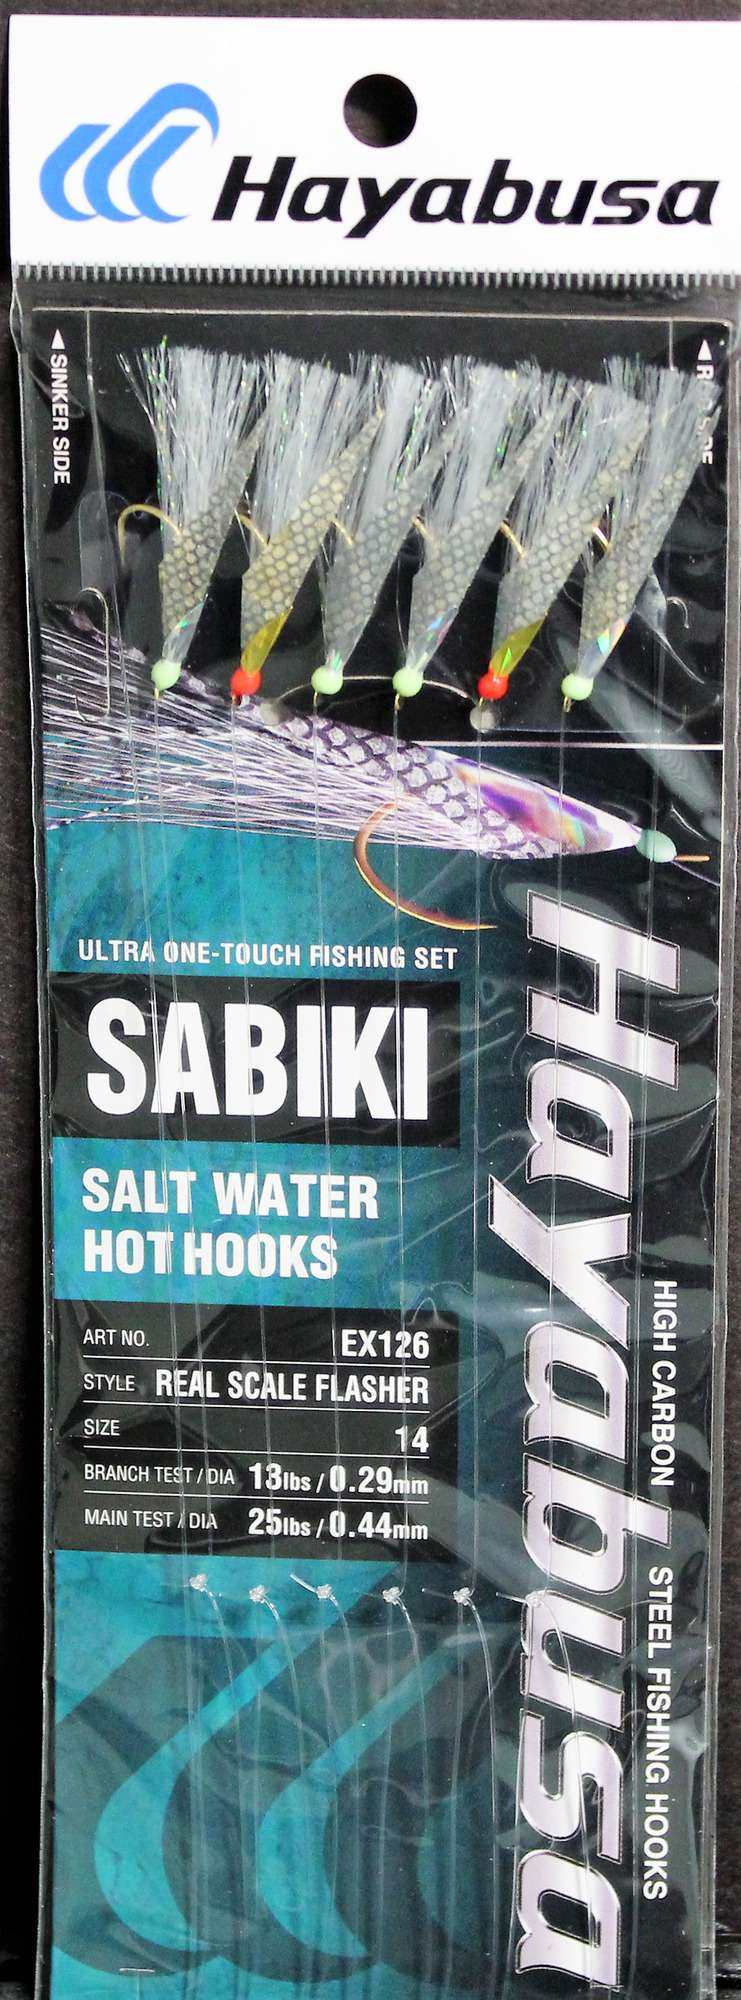 Hayabusa
◀ SINKER SIDE
SIDE
ULTRA ONE-TOUCH FISHING SET
SABIKI
SALT WATER
HOT HOOKS
ART NO. EX126
STYLE REAL SCALE FLASHER
SIZE 14
BRANCH TEST / DIA 13lbs / 0.29mm
MAIN TEST / DIA 25lbs / 0.44mm
Hayabusa
HIGH CARBON STEEL FISHING HOOKS